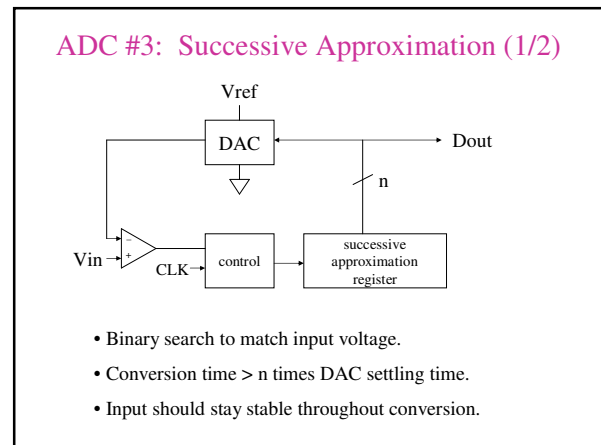 ADC #3: Successive Approximation (1/2)
Vref
DAC
Dout
n
−
+
Vin
CLK
control
successive
approximation
register
• Binary search to match input voltage.
• Conversion time > n times DAC settling time.
• Input should stay stable throughout conversion.